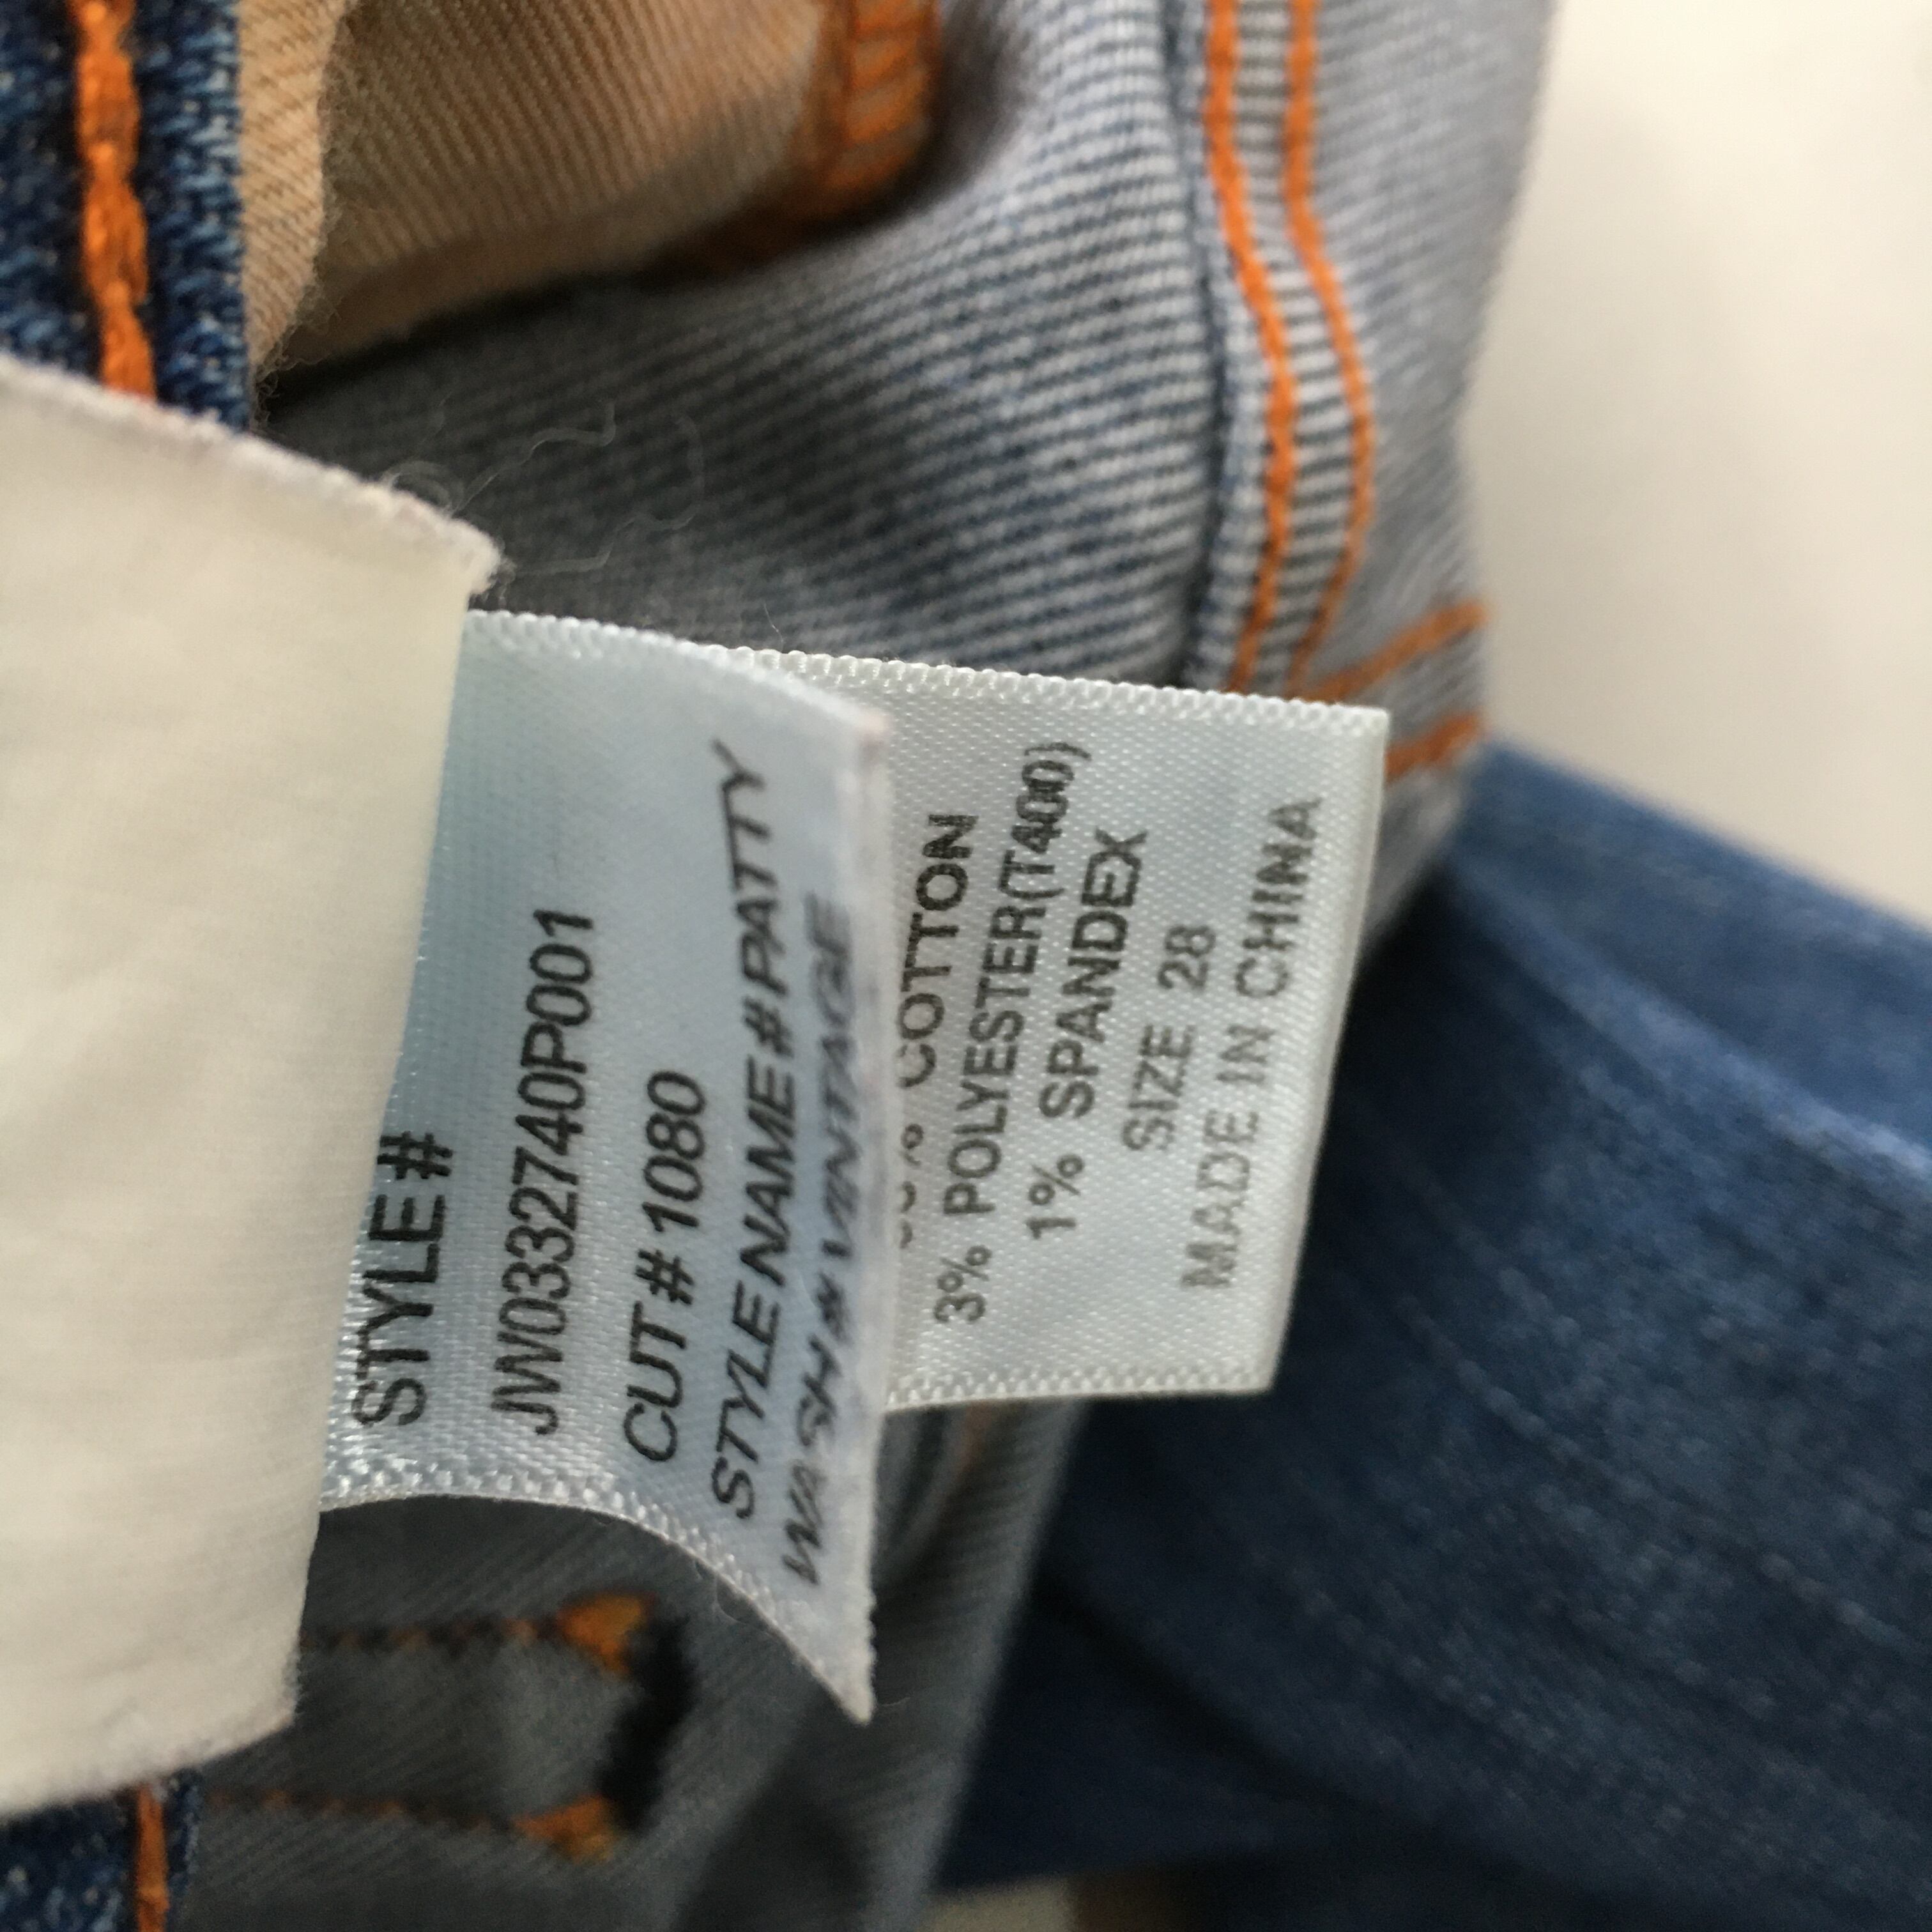 STYLE#
JW0332740P001
CUT# 1080
STYLE NAME# PATTY
WASH# VINTAGE
% COTTON
3% POLYESTER(T400)
1% SPANDEX
SIZE 28
MADE IN CHINA